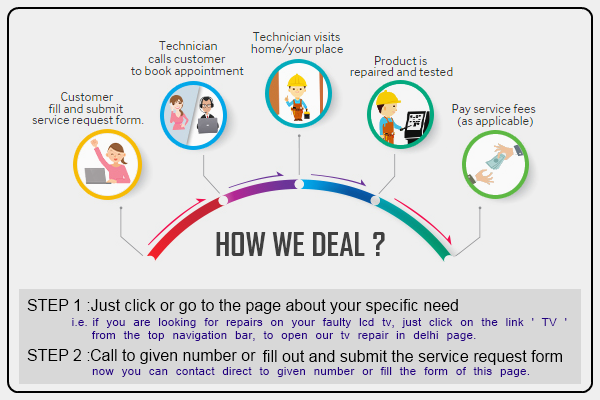 Customer
fill and submit
service request form.
Technician
calls customer
to book appointment
Technician visits
home/your place
Product is
repaired and tested
Pay service fees
(as applicable)
HOW WE DEAL ?
STEP 1 :Just click or go to the page about your specific need
i.e. if you are looking for repairs on your faulty lcd tv, just click on the link ' TV '
from the top navigation bar, to open our tv repair in delhi page.
STEP 2 :Call to given number or fill out and submit the service request form
now you can contact direct to given number or fill the form of this page.